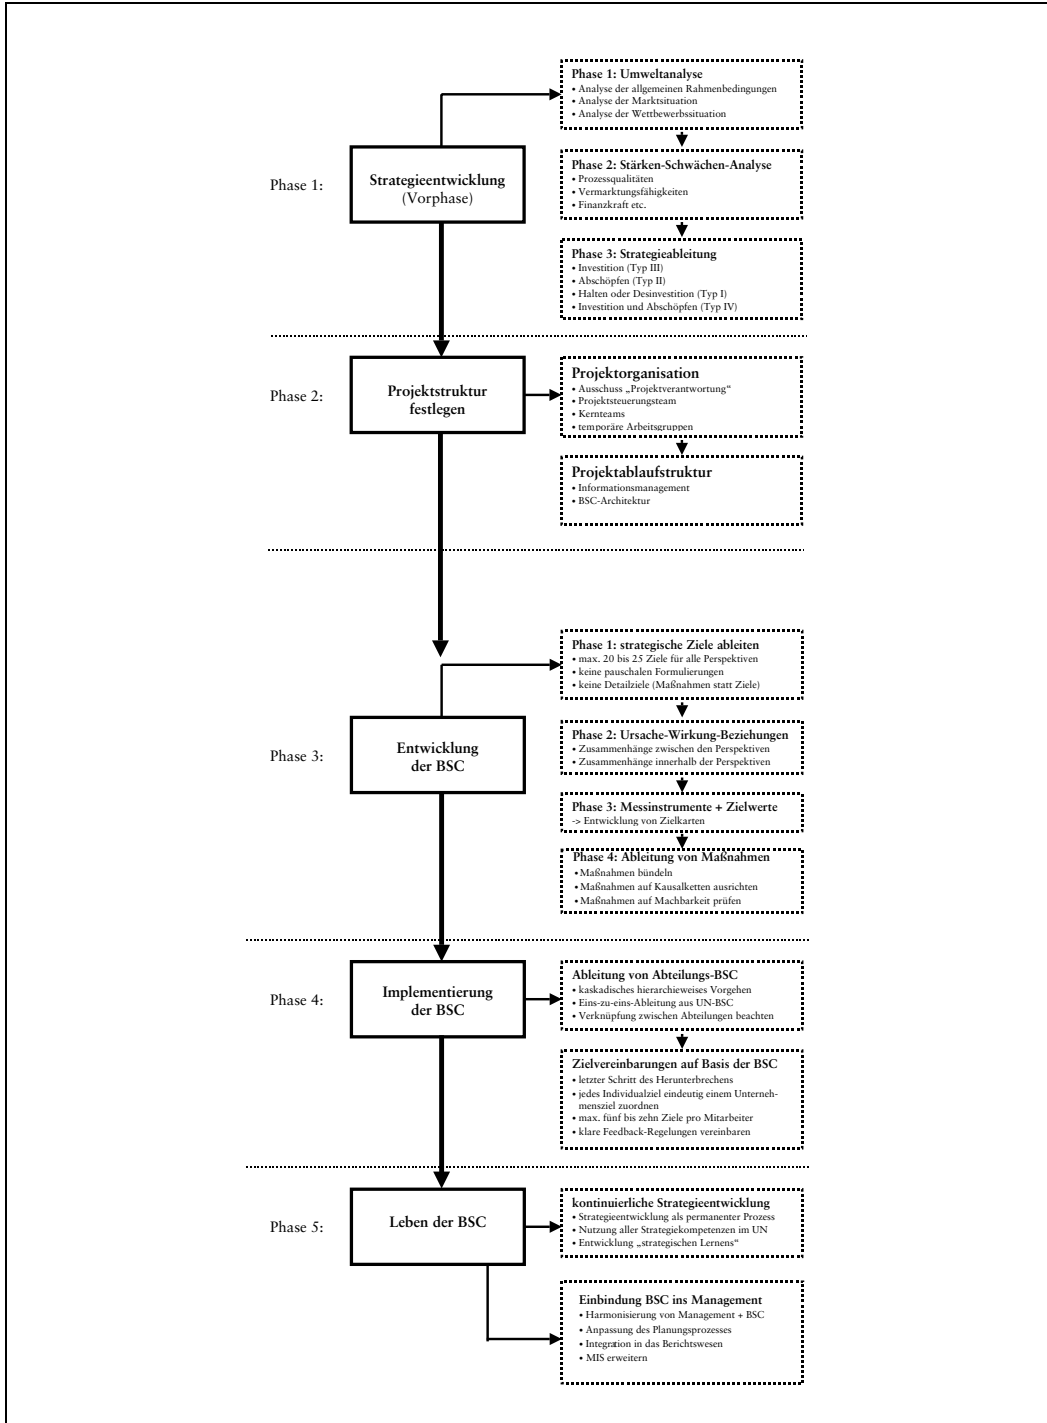 Phase 1: Umweltanalyse
• Analyse der allgemeinen Rahmenbedingungen
• Analyse der Marktsituation
• Analyse der Wettbewerbssituation
Phase 1:
Strategieentwicklung
(Vorphase)
Phase 2: Stärken-Schwächen-Analyse
• Prozessqualitäten
• Vermarktungsfähigkeiten
• Finanzkraft etc.
Phase 3: Strategieableitung
• Investition (Typ III)
• Abschöpfen (Typ II)
• Halten oder Desinvestition (Typ I)
• Investition und Abschöpfen (Typ IV)
Phase 2:
Projektstruktur
festlegen
Projektorganisation
• Ausschuss „Projektverantwortung“
• Projektsteuerungsteam
• Kernteams
• temporäre Arbeitsgruppen
Projektablaufstruktur
• Informationsmanagement
• BSC-Architektur
Phase 3:
Entwicklung
der BSC
Phase 1: strategische Ziele ableiten
• max. 20 bis 25 Ziele für alle Perspektiven
• keine pauschalen Formulierungen
• keine Detailziele (Maßnahmen statt Ziele)
Phase 2: Ursache-Wirkung-Beziehungen
• Zusammenhänge zwischen den Perspektiven
• Zusammenhänge innerhalb der Perspektiven
Phase 3: Messinstrumente + Zielwerte
-> Entwicklung von Zielkarten
Phase 4: Ableitung von Maßnahmen
• Maßnahmen bündeln
• Maßnahmen auf Kausalketten ausrichten
• Maßnahmen auf Machbarkeit prüfen
Phase 4:
Implementierung
der BSC
Ableitung von Abteilungs-BSC
• kaskadisches hierarchieweises Vorgehen
• Eins-zu-eins-Ableitung aus UN-BSC
• Verknüpfung zwischen Abteilungen beachten
Zielvereinbarungen auf Basis der BSC
• letzter Schritt des Herunterbrechens
• jedes Individualziel eindeutig einem Unterneh-
mensziel zuordnen
• max. fünf bis zehn Ziele pro Mitarbeiter
• klare Feedback-Regelungen vereinbaren
Phase 5:
Leben der BSC
kontinuierliche Strategieentwicklung
• Strategieentwicklung als permanenter Prozess
• Nutzung aller Strategiekompetenzen im UN
• Entwicklung „strategischen Lernens“
Einbindung BSC ins Management
• Harmonisierung von Management + BSC
• Anpassung des Planungsprozesses
• Integration in das Berichtswesen
• MIS erweitern